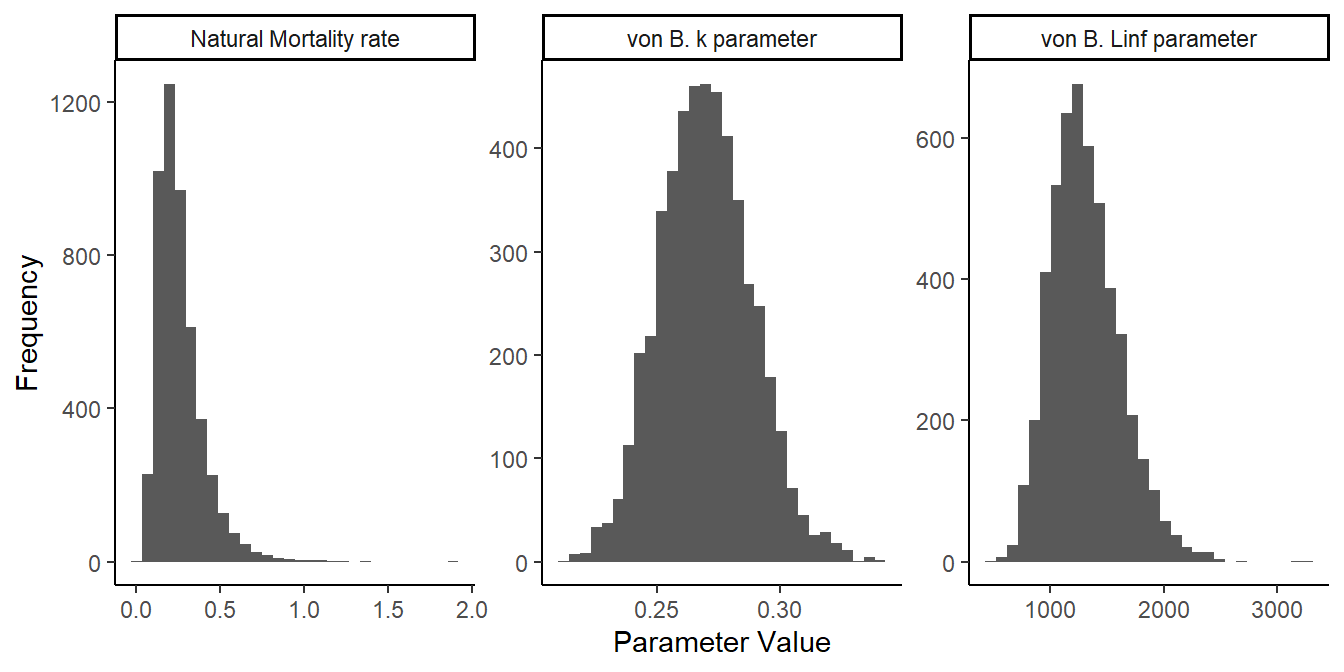 Natural Mortality rate
von B. k parameter
von B. Linf parameter
Frequency
1200
800
400
0
400
300
200
100
0
600
400
200
0
0.0 0.5 1.0 1.5 2.0
0.25 0.30
1000 2000 3000
Parameter Value